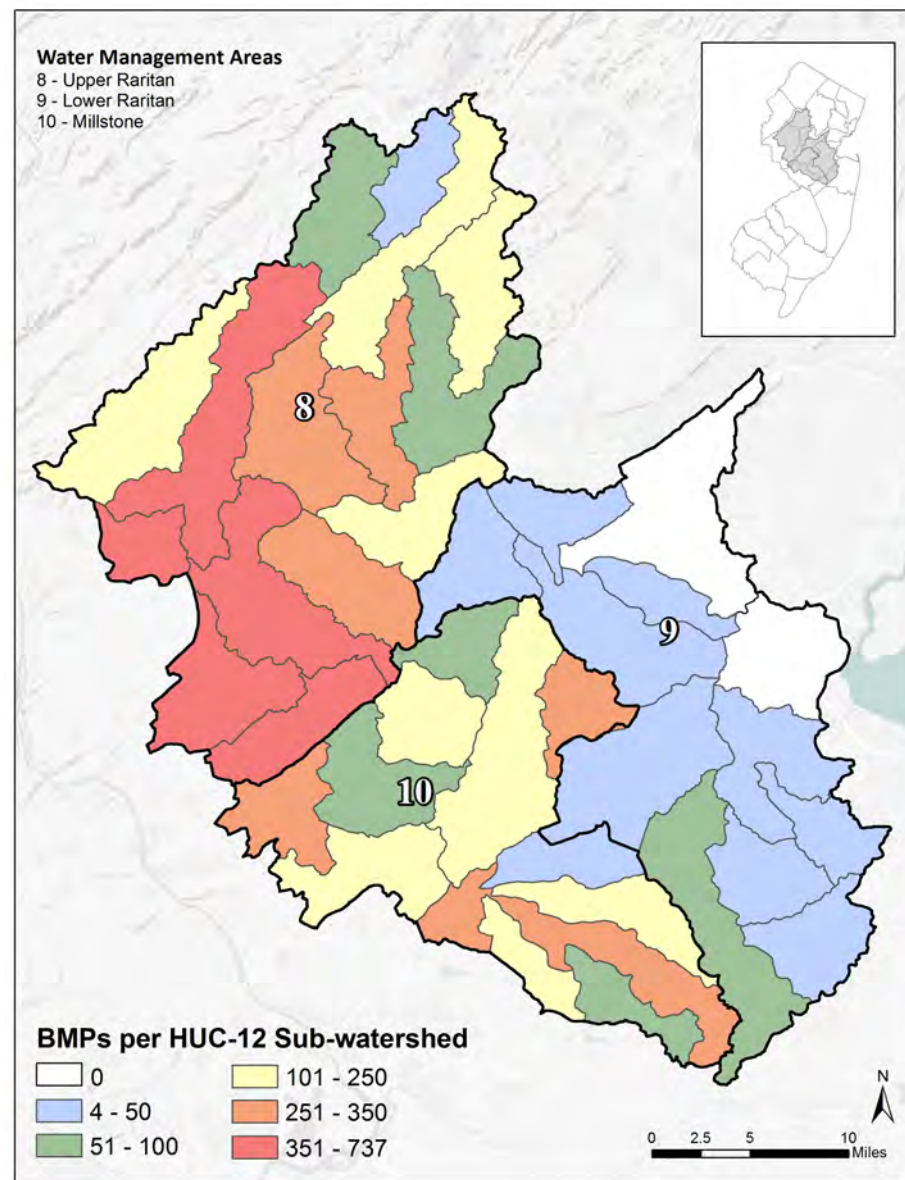 Water Management Areas
8 - Upper Raritan
9 - Lower Raritan
10 - Millstone
8
9
10
BMPs per HUC-12 Sub-watershed
0
4 - 50
51 - 100
101 - 250
251 - 350
351 - 737
N
0 2.5 5 10
Miles